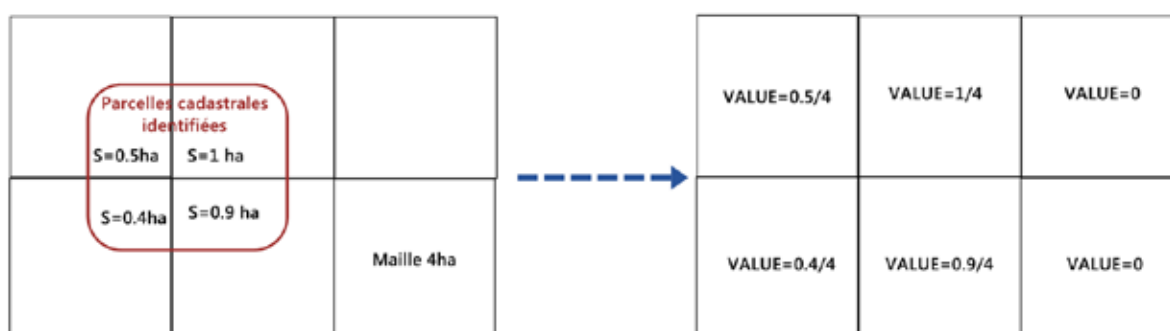 Parcelles cadastrales
identifiées
S=0.5ha
S=1 ha
S=0.4ha
S=0.9 ha
Maille 4ha
VALUE=0.5/4
VALUE=1/4
VALUE=0
VALUE=0.4/4
VALUE=0.9/4
VALUE=0